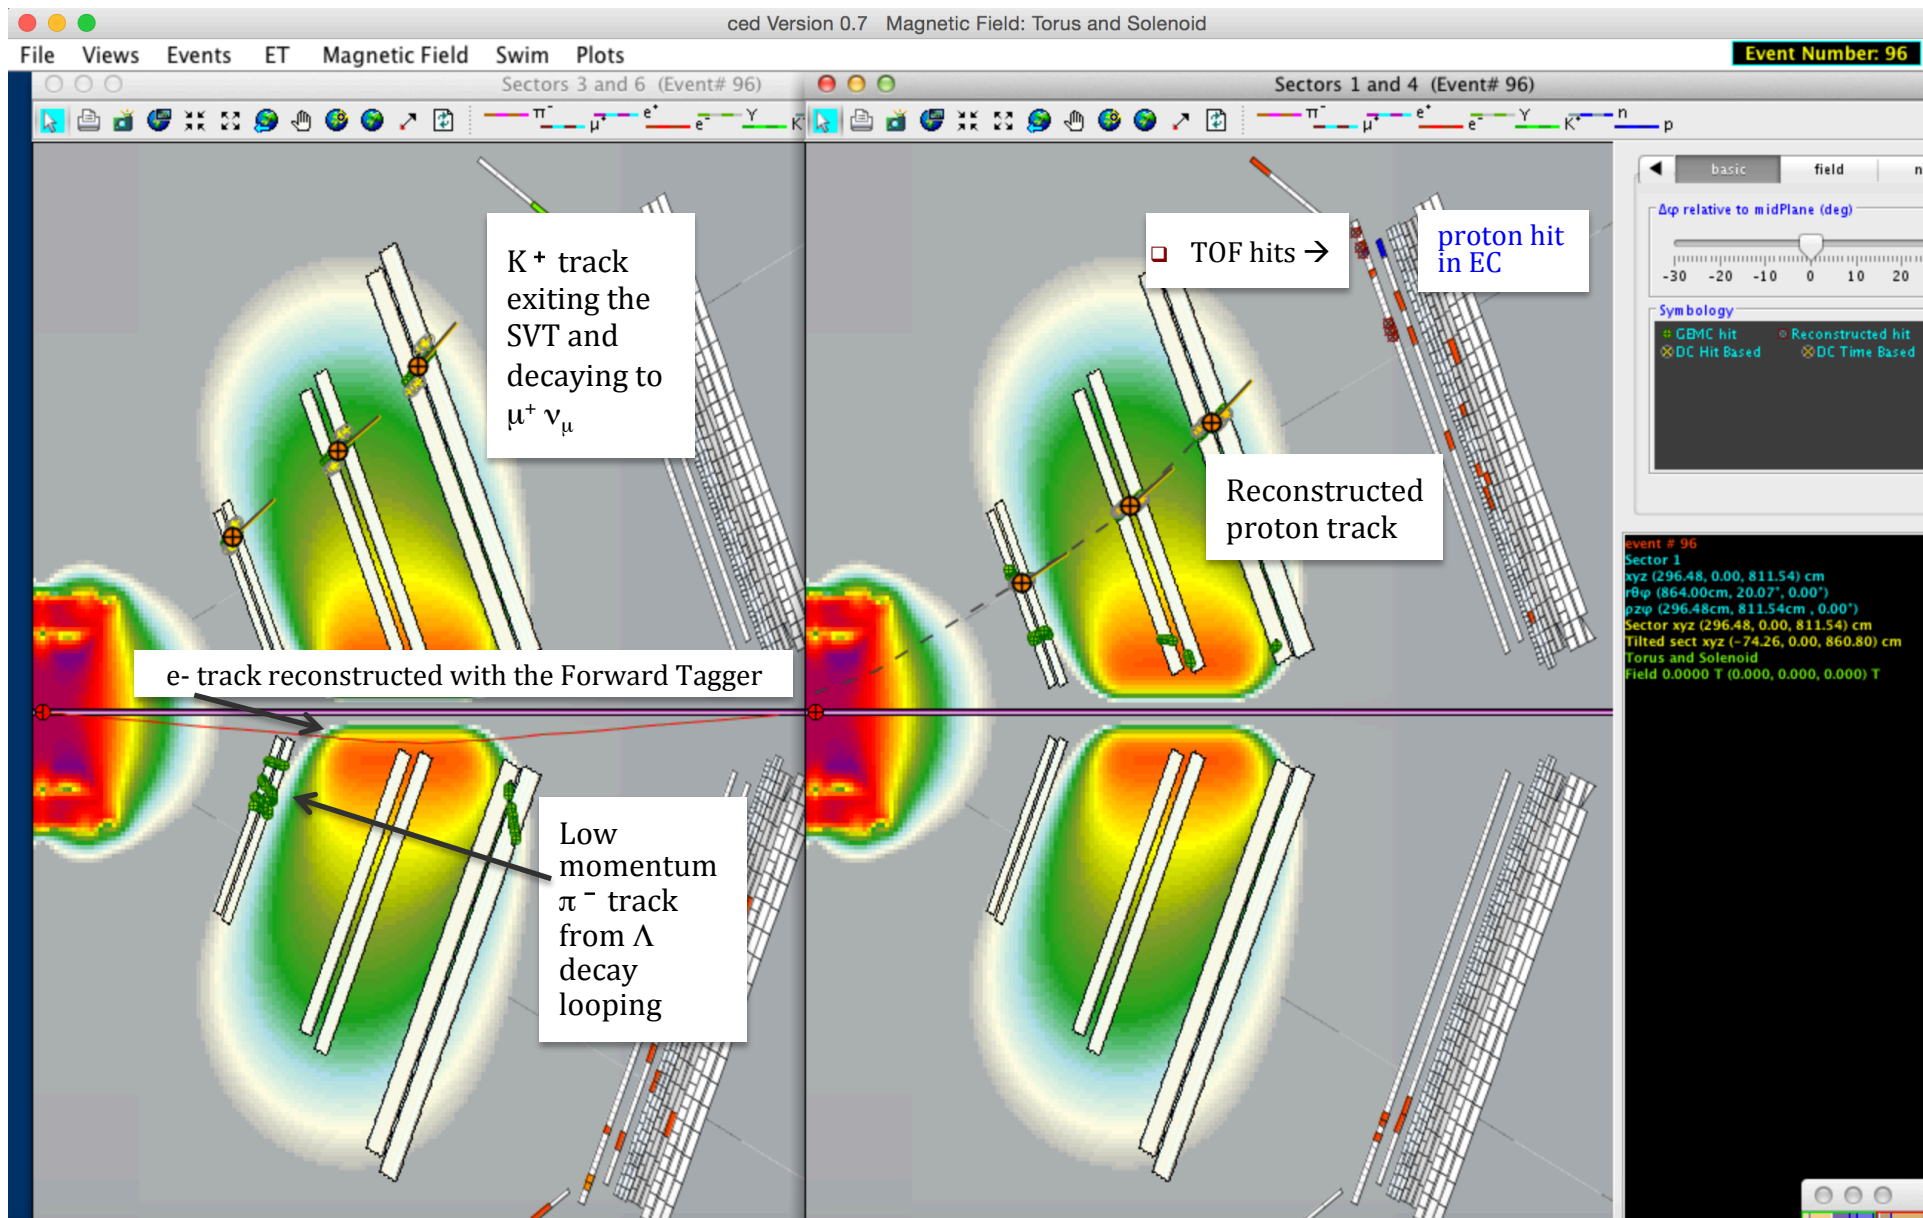 ced Version 0.7 Magnetic Field: Torus and Solenoid
File Views Events ET Magnetic Field Swim Plots
Event Number: 96
Sectors 3 and 6 (Event# 96)
Sectors 1 and 4 (Event# 96)
π⁻ μ⁺ e⁺ e⁻ γ K
π⁻ μ⁺ e⁺ e⁻ γ K⁺ n p
basic field n
Δφ relative to midPlane (deg)
-30 -20 -10 0 10 20
Symbology
GEMC hit Reconstructed hit
DC Hit Based DC Time Based
K⁺ track
exiting the
SVT and
decaying to
μ⁺ νμ
TOF hits →
proton hit
in EC
Reconstructed
proton track
e- track reconstructed with the Forward Tagger
Low
momentum
π⁻ track
from Λ
decay
looping
event # 96
Sector 1
xyz (296.48, 0.00, 811.54) cm
rθφ (864.00cm, 20.07°, 0.00°)
ρzφ (296.48cm, 811.54cm , 0.00°)
Sector xyz (296.48, 0.00, 811.54) cm
Tilted sect xyz (-74.26, 0.00, 860.80) cm
Torus and Solenoid
Field 0.0000 T (0.000, 0.000, 0.000) T